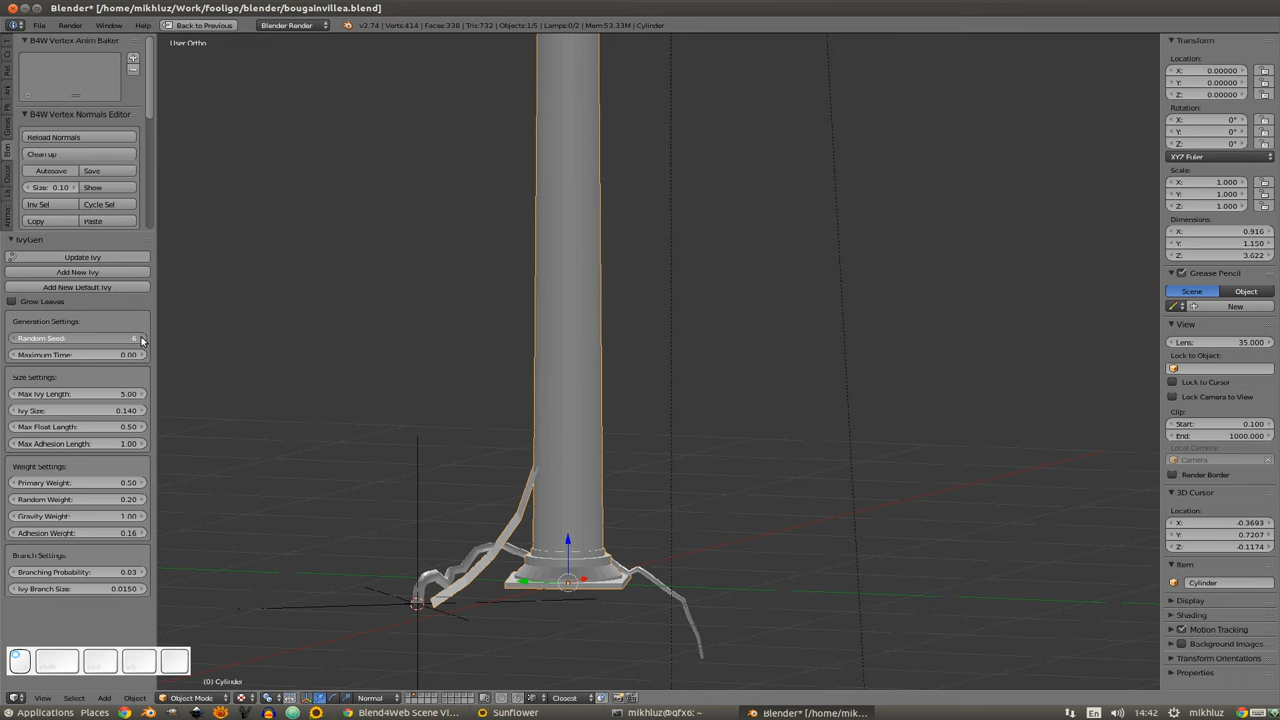 Blender* [/home/mikhluz/Work/foolige/blender/bougainvillea.blend]
File Render Window Help Back to Previous Blender Render v2.74 | Verts:414 | Faces:338 | Tris:732 | Objects:1/5 | Lamps:0/2 | Mem:53.33M | Cylinder
User Ortho
B4W Vertex Anim Baker
B4W Vertex Normals Editor
Reload Normals
Clean up
Autosave Save
Size: 0.10 Show
Inv Sel Cycle Sel
Copy Paste
IvyGen
Update Ivy
Add New Ivy
Add New Default Ivy
Grow Leaves
Generation Settings:
Random Seed: 6
Maximum Time: 0.00
Size Settings:
Max Ivy Length: 5.00
Ivy Size: 0.140
Max Float Length: 0.50
Max Adhesion Length: 1.00
Weight Settings:
Primary Weight: 0.50
Random Weight: 0.20
Gravity Weight: 1.00
Adhesion Weight: 0.16
Branch Settings:
Branching Probability: 0.03
Ivy Branch Size: 0.0150
(0) Cylinder
Transform
Location:
X: 0.00000
Y: 0.00000
Z: 0.00000
Rotation:
X: 0°
Y: 0°
Z: 0°
XYZ Euler
Scale:
X: 1.000
Y: 1.000
Z: 1.000
Dimensions:
X: 0.916
Y: 1.150
Z: 3.622
Grease Pencil
Scene Object
New
View
Lens: 35.000
Lock to Object:
Lock to Cursor
Lock Camera to View
Clip:
Start: 0.100
End: 1000.000
Local Camera:
Camera
Render Border
3D Cursor
Location:
X: -0.3693
Y: 0.7207
Z: -0.1174
Item
Cylinder
Display
Shading
Motion Tracking
Background Images
Transform Orientations
Properties
View Select Add Object Object Mode Normal Closest
Applications Places Blend4Web Scene Vi... Sunflower mikhluz@qfx6: ~ Blender* [/home/mik... En 14:42 mikhluz